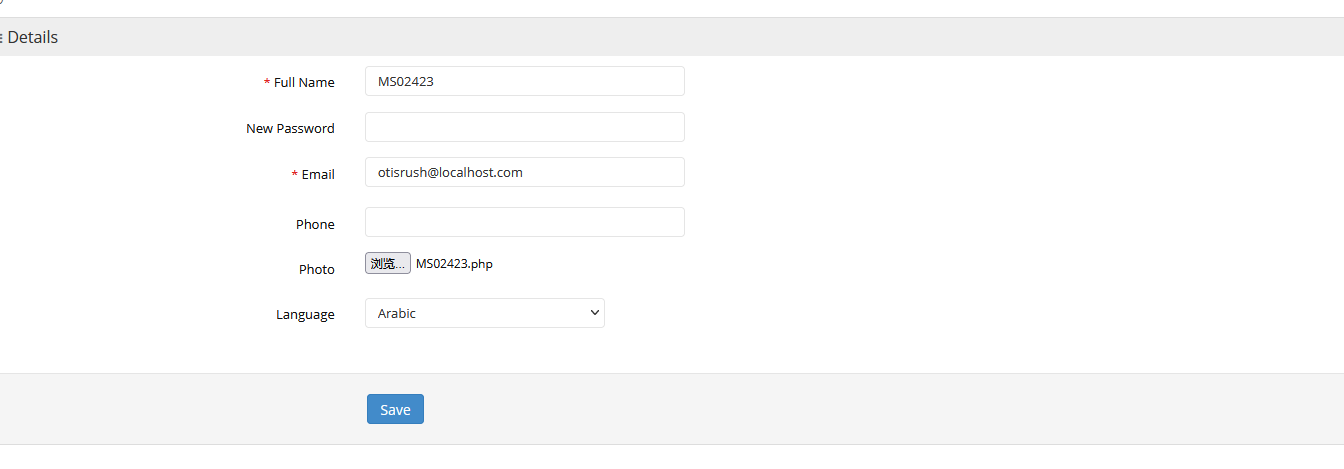 Details
* Full Name MS02423
New Password
* Email otisrush@localhost.com
Phone
Photo 浏览... MS02423.php
Language Arabic
Save